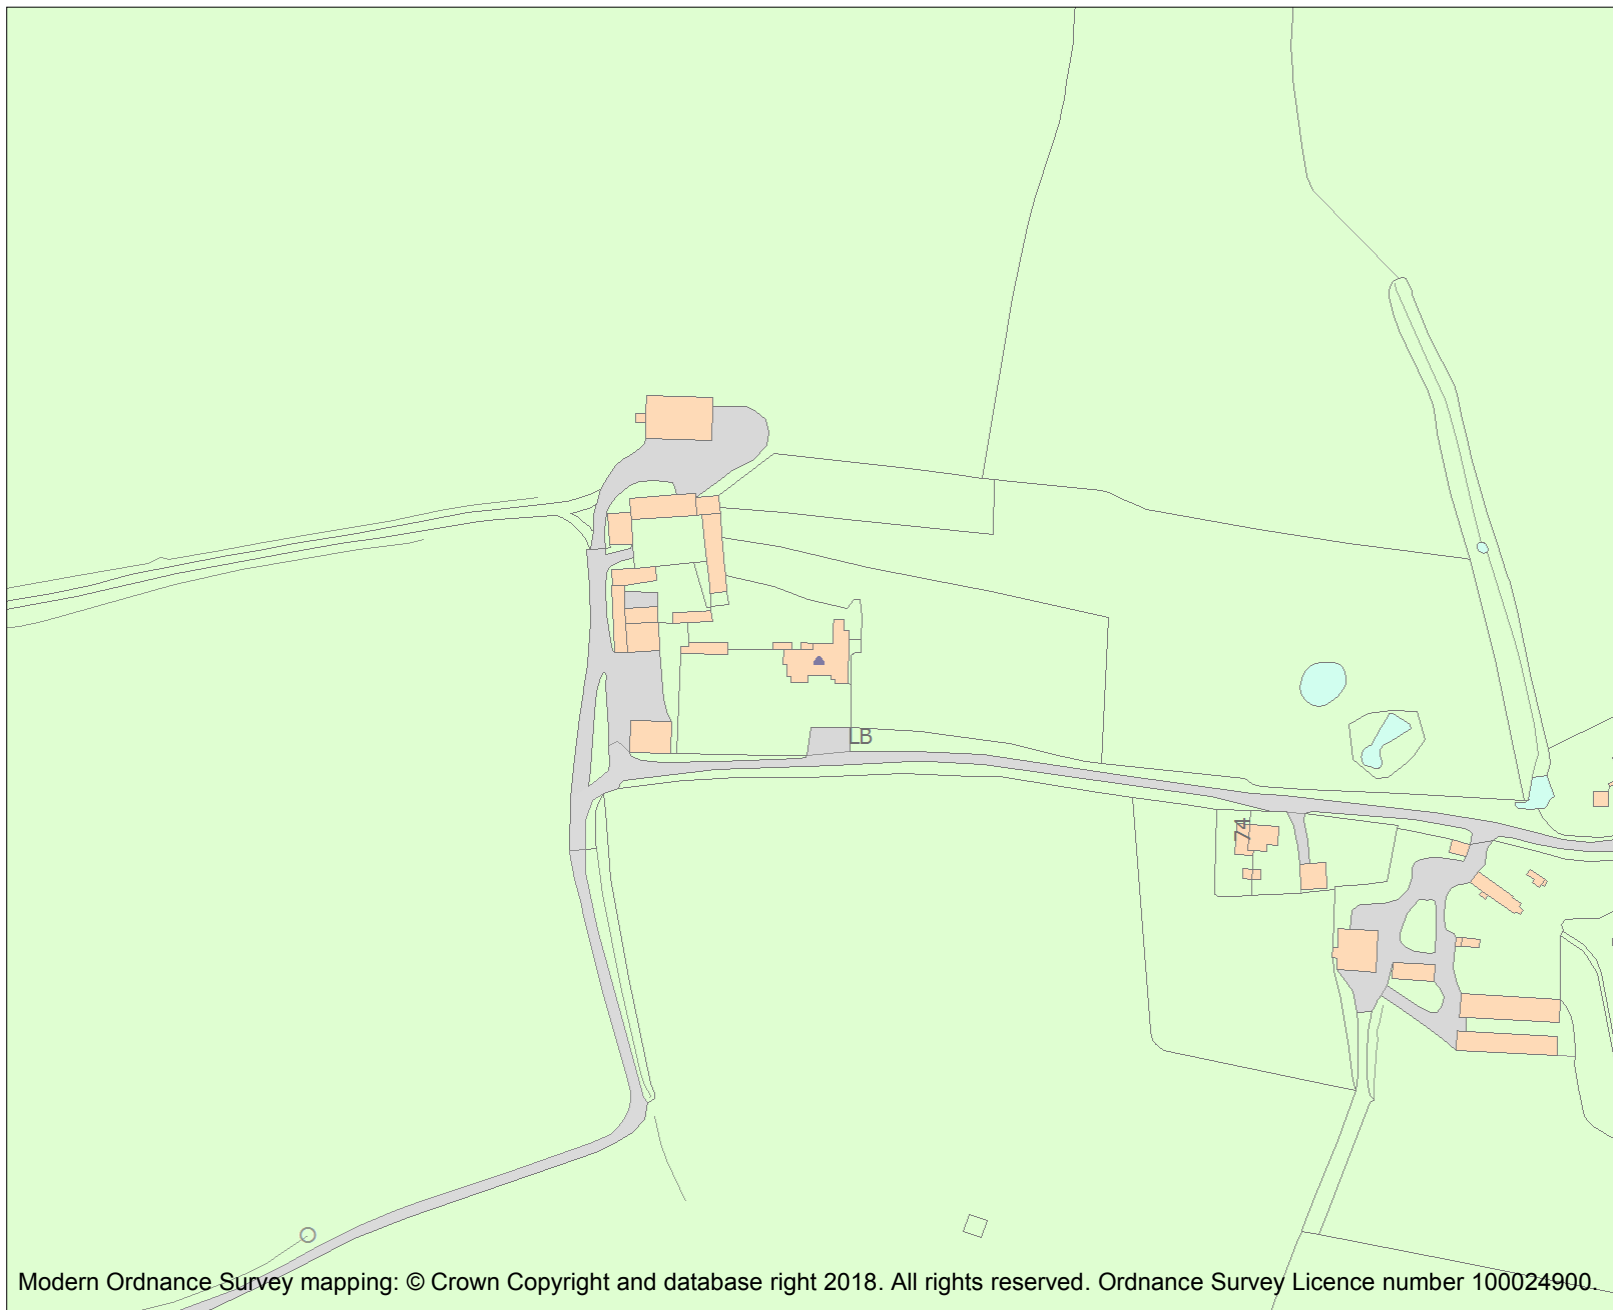 LB
74
Modern Ordnance Survey mapping: © Crown Copyright and database right 2018. All rights reserved. Ordnance Survey Licence number 100024900.